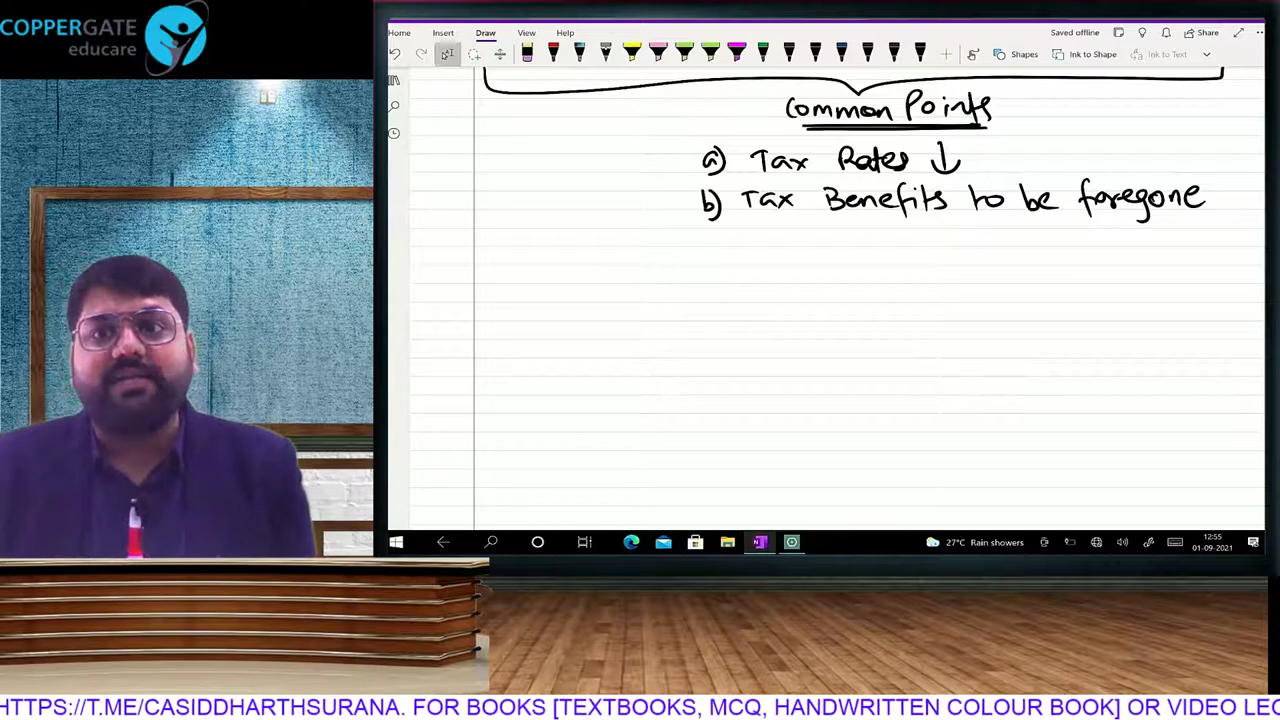 COPPERGATE
educare
Home Insert Draw View Help
Saved offline
Share
Shapes
Ink to Shape
Ink to Text
Common Points
a) Tax Rates ↓
b) Tax Benefits to be foregone
27°C Rain showers
12:55
01-09-2021
HTTPS://T.ME/CASIDDHARTHSURANA. FOR BOOKS [TEXTBOOKS, MCQ, HANDWRITTEN COLOUR BOOK] OR VIDEO LEC